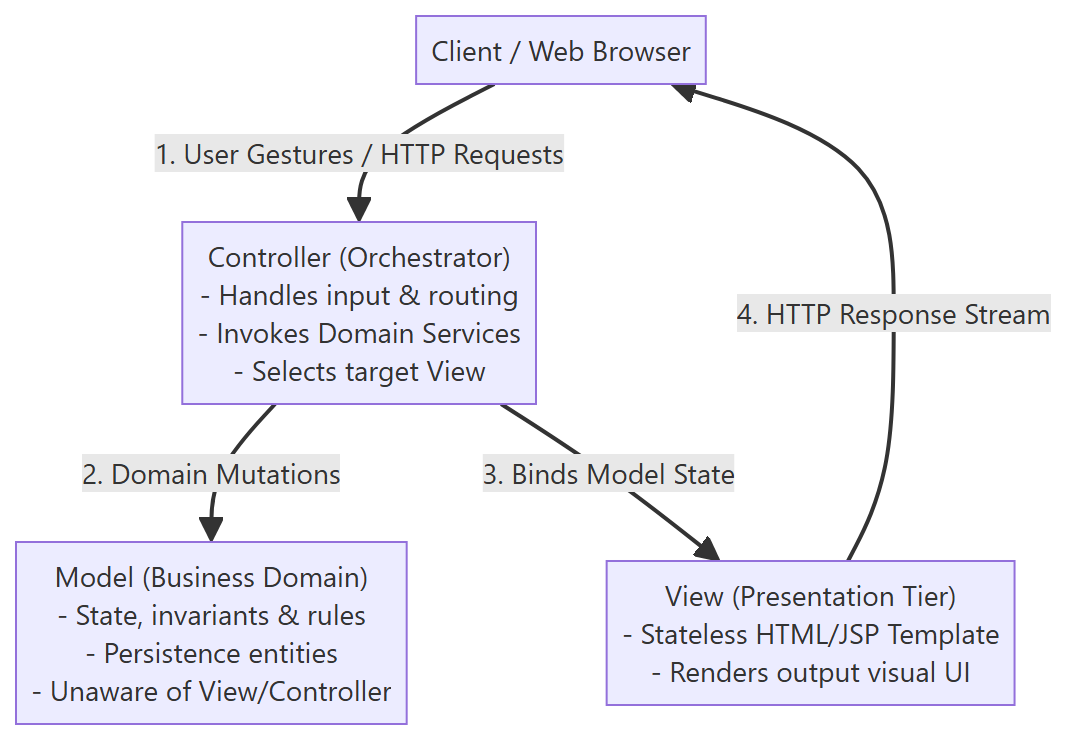 Client / Web Browser
1. User Gestures / HTTP Requests
Controller (Orchestrator)
- Handles input & routing
- Invokes Domain Services
- Selects target View
4. HTTP Response Stream
2. Domain Mutations
3. Binds Model State
Model (Business Domain)
- State, invariants & rules
- Persistence entities
- Unaware of View/Controller
View (Presentation Tier)
- Stateless HTML/JSP Template
- Renders output visual UI